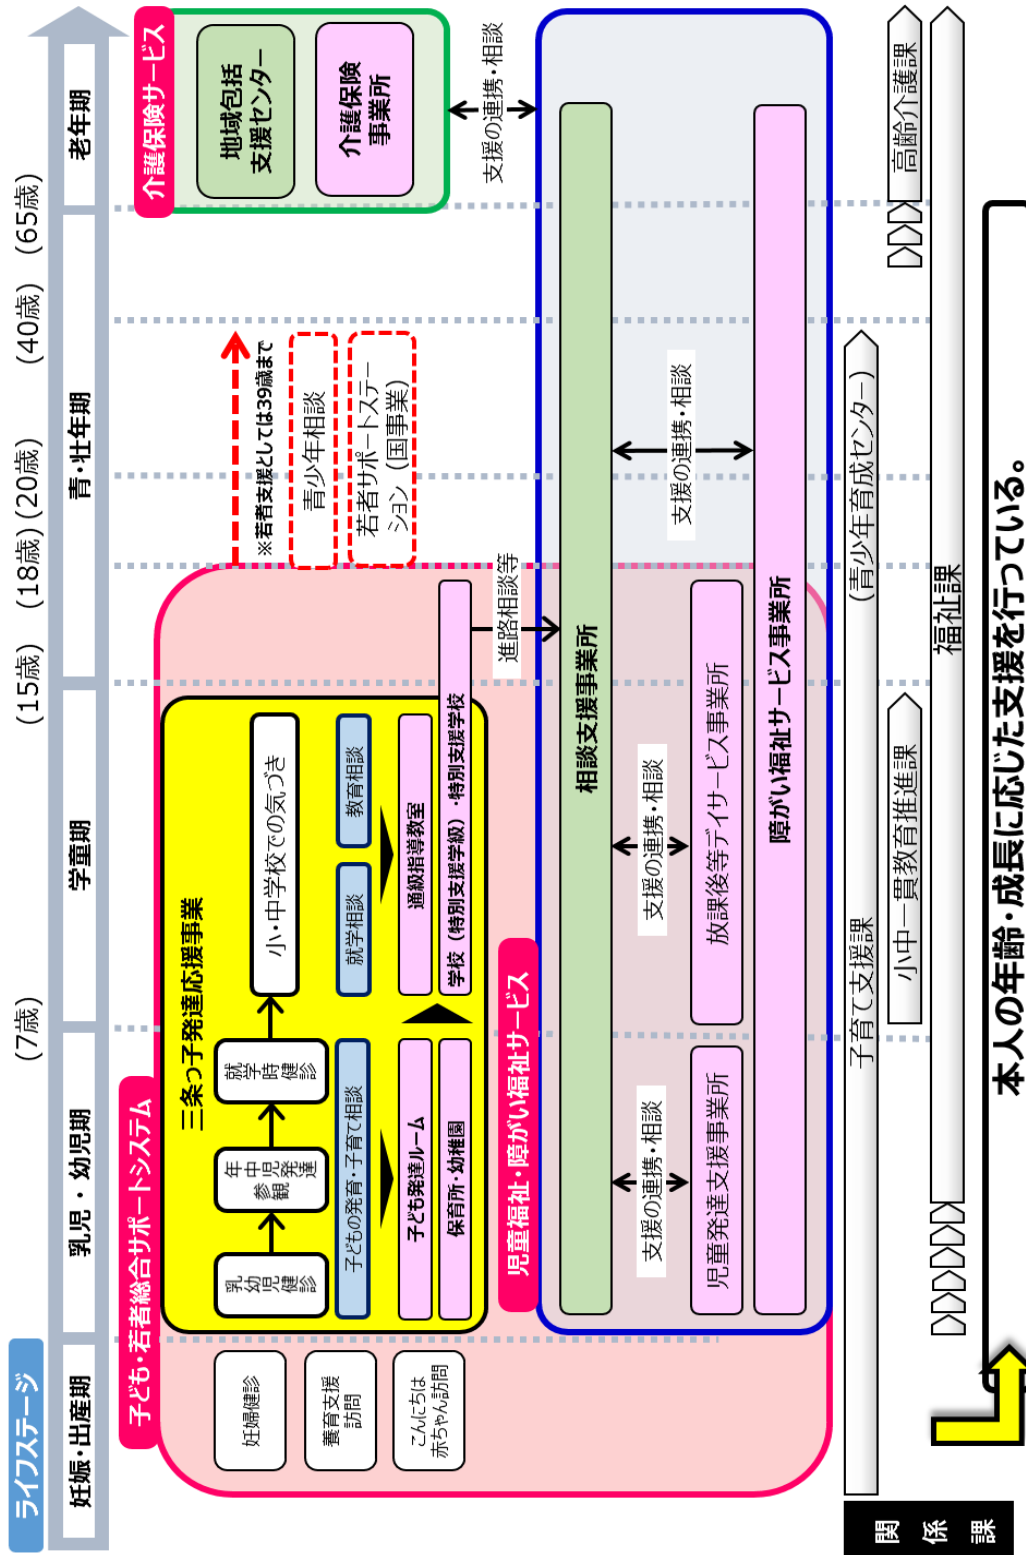 ライフステージ
妊娠・出産期
乳児・幼児期
学童期
青・壮年期
老年期
(7歳)
(15歳)
(18歳)
(20歳)
(40歳)
(65歳)
子ども・若者総合サポートシステム
妊婦健診
養育支援
訪問
こんにちは
赤ちゃん訪問
三条っ子発達応援事業
乳幼児健診
年中児発達参観
就学時健診
小・中学校での気づき
子どもの発育・子育て相談
就学相談
教育相談
子ども発達ルーム
保育所・幼稚園
通級指導教室
学校（特別支援学級）・特別支援学校
※若者支援としては39歳まで
青少年相談
若者サポートステー
ション（国事業）
進路相談等
介護保険サービス
地域包括
支援センター
介護保険
事業所
支援の連携・相談
児童福祉・障がい福祉サービス
相談支援事業所
支援の連携・相談
支援の連携・相談
支援の連携・相談
児童発達支援事業所
放課後等デイサービス事業所
障がい福祉サービス事業所
関係課
子育て支援課
（青少年育成センター）
小中一貫教育推進課
高齢介護課
福祉課
本人の年齢・成長に応じた支援を行っている。